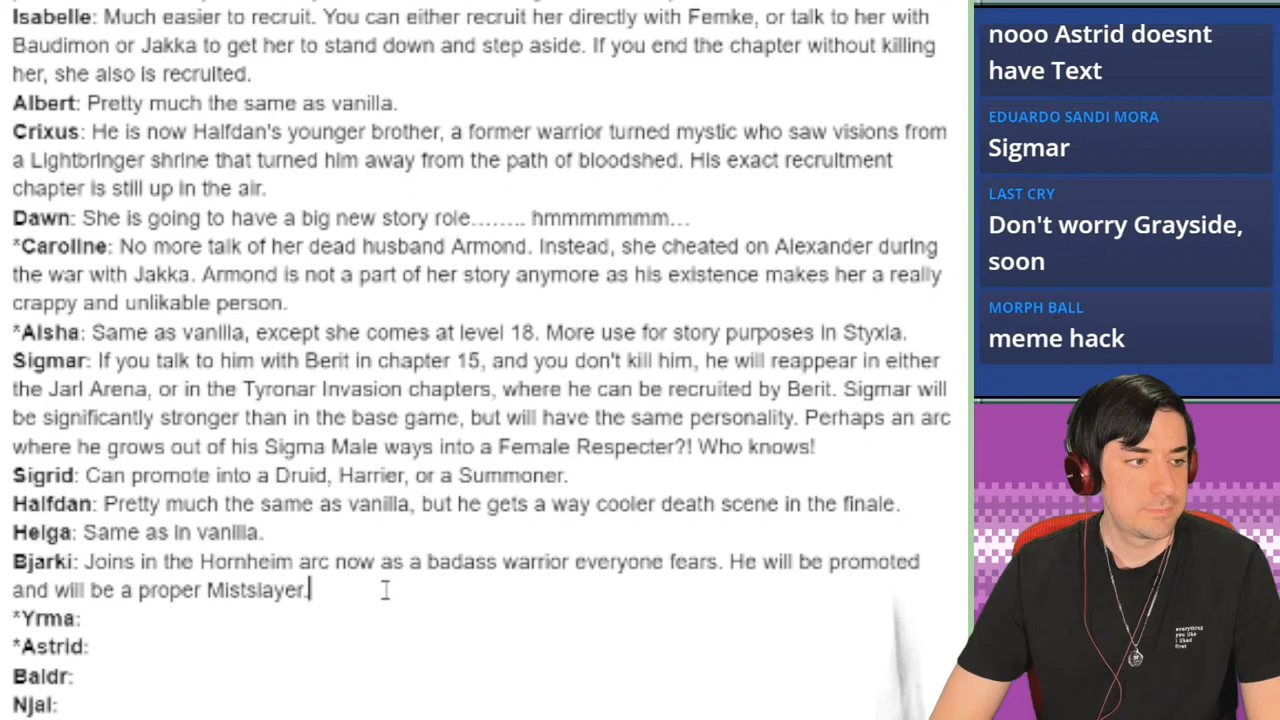 Isabelle: Much easier to recruit. You can either recruit her directly with Femke, or talk to her with
Baudimon or Jakka to get her to stand down and step aside. If you end the chapter without killing
her, she also is recruited.
Albert: Pretty much the same as vanilla.
Crixus: He is now Halfdan's younger brother, a former warrior turned mystic who saw visions from
a Lightbringer shrine that turned him away from the path of bloodshed. His exact recruitment
chapter is still up in the air.
Dawn: She is going to have a big new story role........ hmmmmmmm...
*Caroline: No more talk of her dead husband Armond. Instead, she cheated on Alexander during
the war with Jakka. Armond is not a part of her story anymore as his existence makes her a really
crappy and unlikable person.
*Aisha: Same as vanilla, except she comes at level 18. More use for story purposes in Styxia.
Sigmar: If you talk to him with Berit in chapter 15, and you don't kill him, he will reappear in either
the Jarl Arena, or in the Tyronar Invasion chapters, where he can be recruited by Berit. Sigmar will
be significantly stronger than in the base game, but will have the same personality. Perhaps an arc
where he grows out of his Sigma Male ways into a Female Respecter?! Who knows!
Sigrid: Can promote into a Druid, Harrier, or a Summoner.
Halfdan: Pretty much the same as vanilla, but he gets a way cooler death scene in the finale.
Helga: Same as in vanilla.
Bjarki: Joins in the Hornheim arc now as a badass warrior everyone fears. He will be promoted
and will be a proper Mistslayer.
*Yrma:
*Astrid:
Baldr:
Njal:
nooo Astrid doesnt
have Text
EDUARDO SANDI MORA
Sigmar
LAST CRY
Don't worry Grayside,
soon
MORPH BALL
meme hack
everything
you like
i liked
first